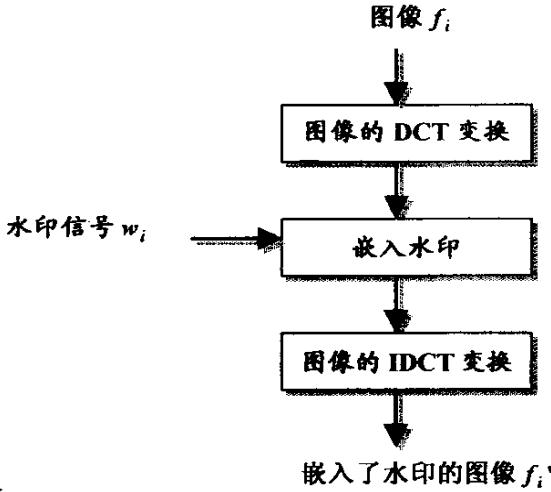 图像 fᵢ
图像的 DCT 变换
水印信号 wᵢ
嵌入水印
图像的 IDCT 变换
嵌入了水印的图像 fᵢ'